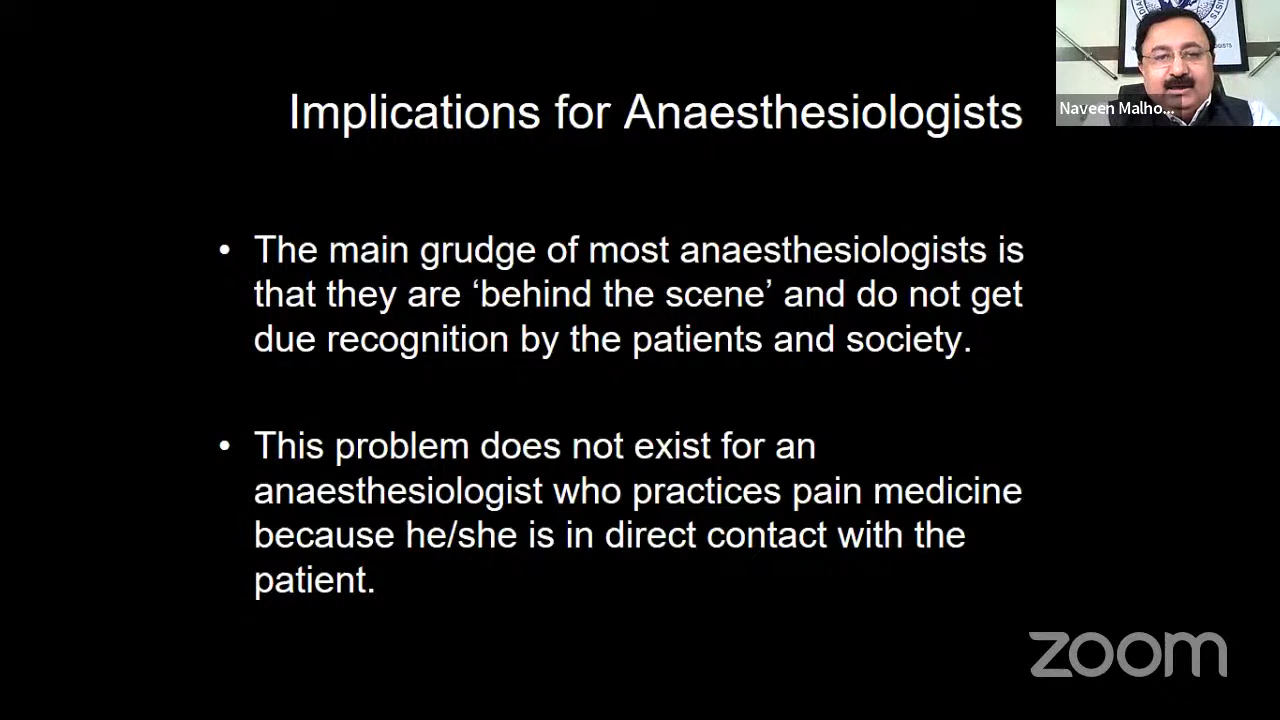 Implications for Anaesthesiologists
Naveen Malho...
• The main grudge of most anaesthesiologists is
that they are ‘behind the scene’ and do not get
due recognition by the patients and society.
• This problem does not exist for an
anaesthesiologist who practices pain medicine
because he/she is in direct contact with the
patient.
zoom